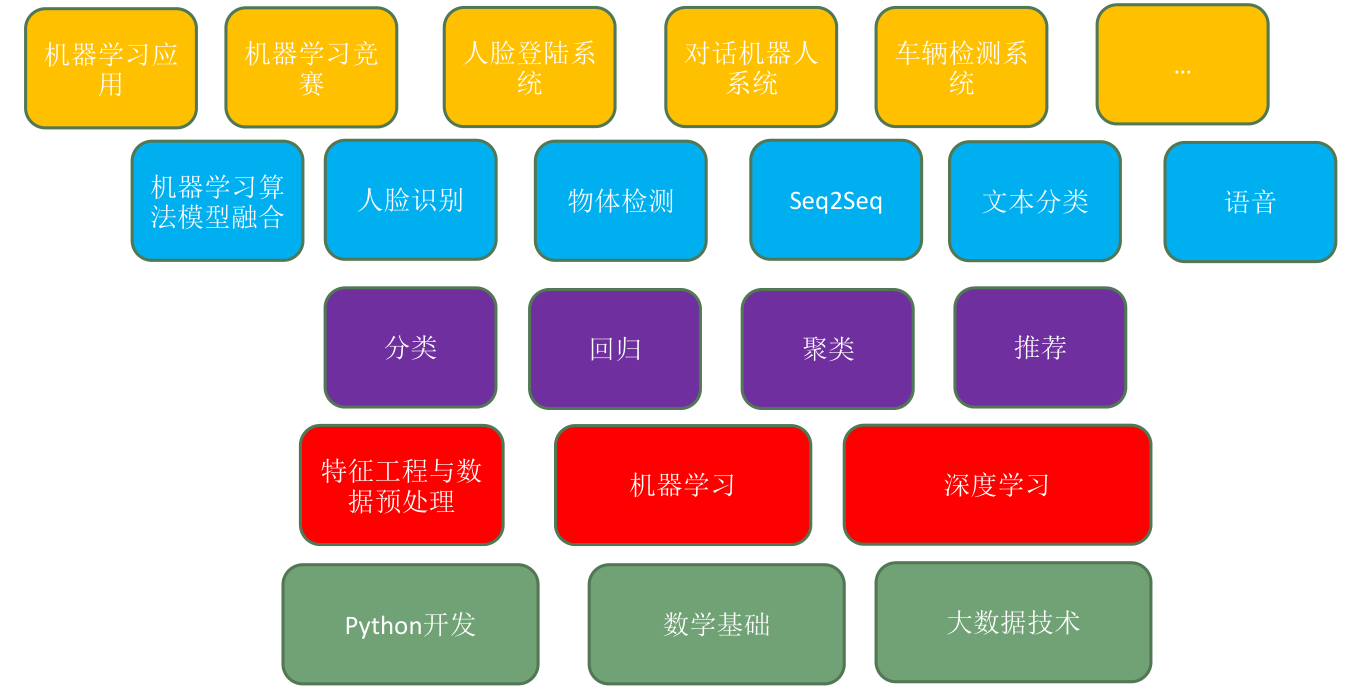 机器学习应
用
机器学习竞
赛
人脸登陆系
统
对话机器人
系统
车辆检测系
统
...
机器学习算
法模型融合
人脸识别
物体检测
Seq2Seq
文本分类
语音
分类
回归
聚类
推荐
特征工程与数
据预处理
机器学习
深度学习
Python开发
数学基础
大数据技术